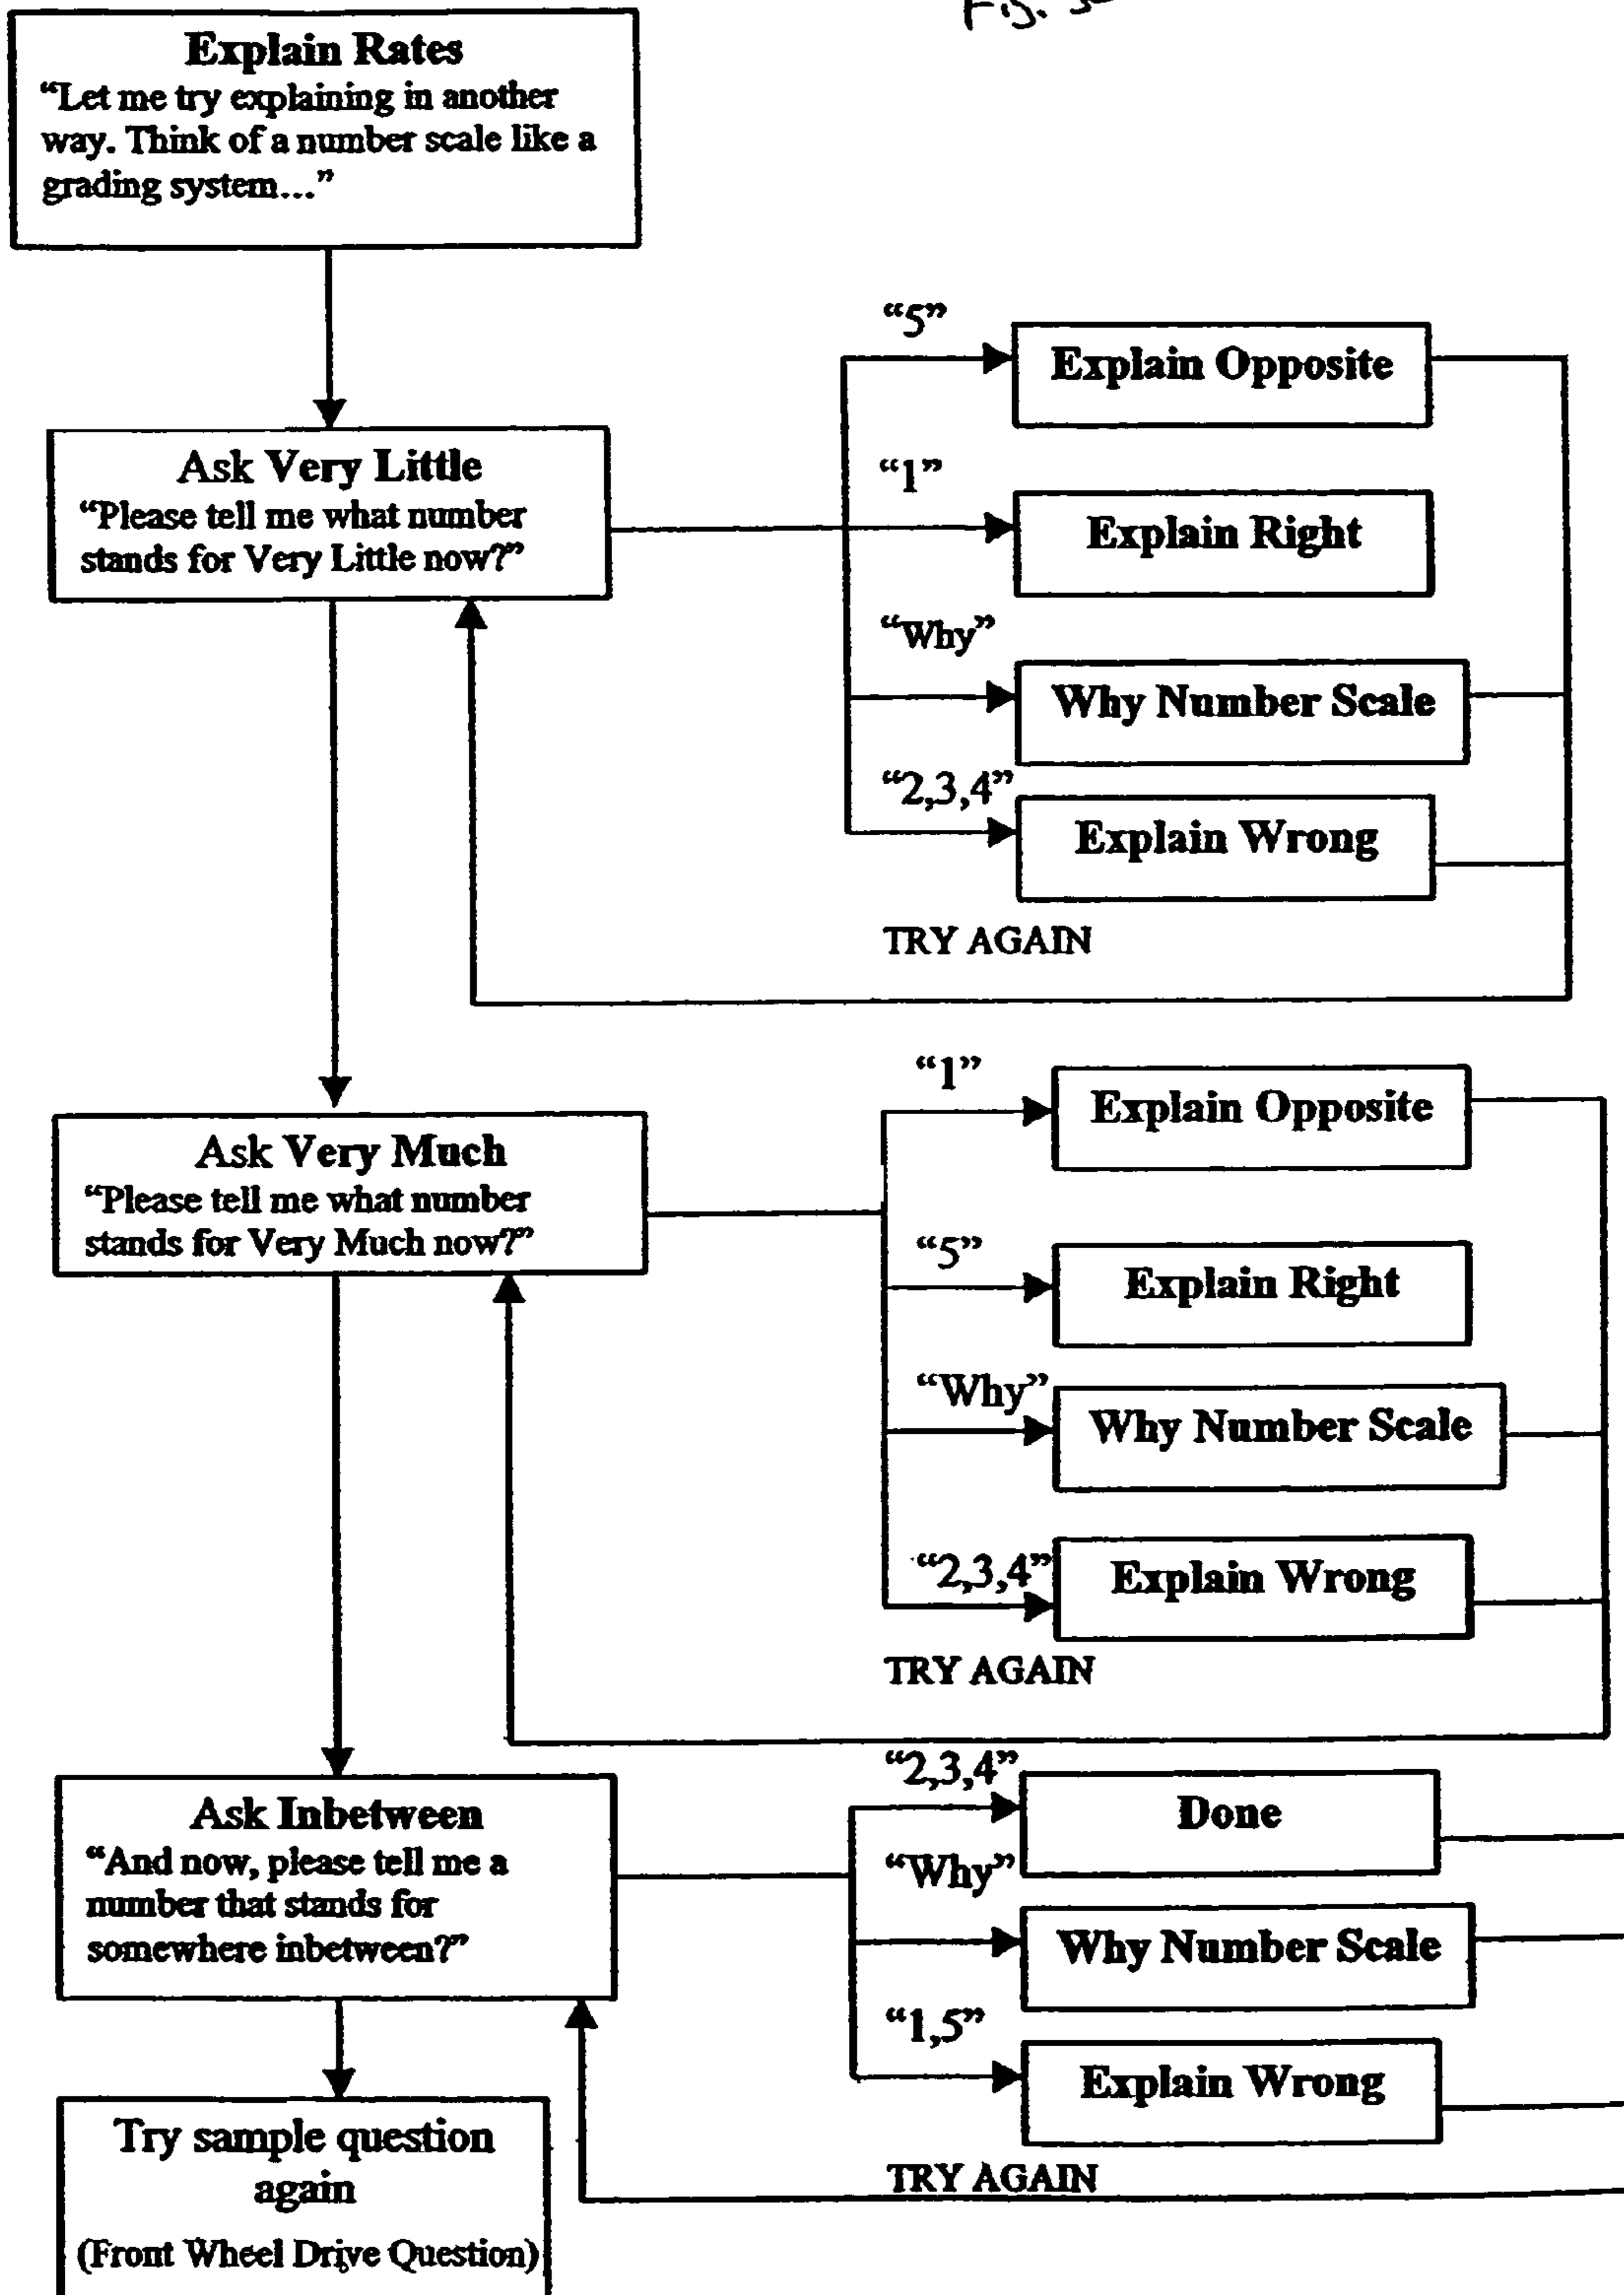 Fig.
Explain Rates
“Let me try explaining in another
way. Think of a number scale like a
grading system...”
Ask Very Little
“Please tell me what number
stands for Very Little now?”
“5”
Explain Opposite
“1”
Explain Right
“Why”
Why Number Scale
“2,3,4”
Explain Wrong
TRY AGAIN
Ask Very Much
“Please tell me what number
stands for Very Much now?”
“1”
Explain Opposite
“5”
Explain Right
“Why”
Why Number Scale
“2,3,4”
Explain Wrong
TRY AGAIN
Ask Inbetween
“And now, please tell me a
number that stands for
somewhere inbetween?”
“2,3,4”
Done
“Why”
Why Number Scale
“1,5”
Explain Wrong
TRY AGAIN
Try sample question
again
(Front Wheel Drive Question)